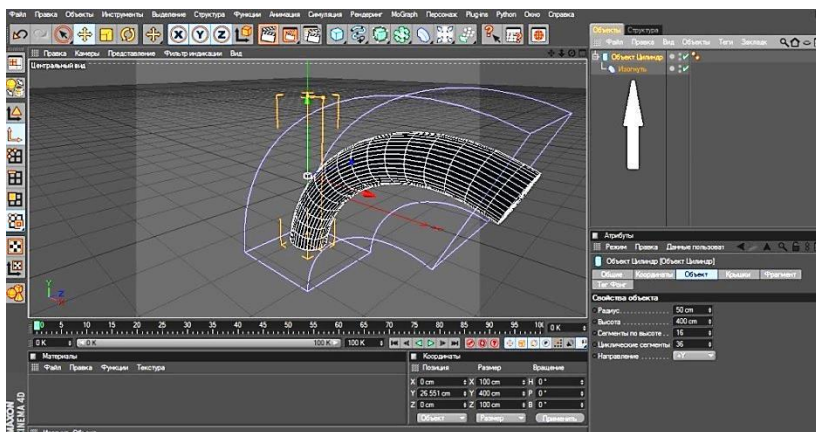 Файл Правка Объекты Инструменты Выделение Структура Функции Анимация Симуляция Рендеринг MoGraph Персонаж Plug-ins Python Окно Справка
Объекты Структура
Файл Правка Вид Объекты Теги Закладк
Правка Камеры Представление Фильтр индикации Вид
Центральный вид
Объект Цилиндр
Изогнуть
X Y Z
Y Z
Атрибуты
Режим Правка Данные пользоват
Объект Цилиндр [Объект Цилиндр]
Общие Координаты Объект Крышки Фрагмент
Тег Фонг
Свойства объекта
Радиус 50 cm
Высота 400 cm
Сегменты по высоте 16
Циклические сегменты 36
Направление +Y
0 5 10 15 20 25 30 35 40 45 50 55 60 65 70 75 80 85 90 95 10( 0 K
0 K 0 K 100 K 100 K
Материалы
Файл Правка Функции Текстура
Координаты
Позиция Размер Вращение
X 0 cm X 100 cm H 0 °
Y 26.551 cm Y 400 cm P 0 °
Z 0 cm Z 100 cm B 0 °
Объект Размер Применить
MAXON
CINEMA 4D